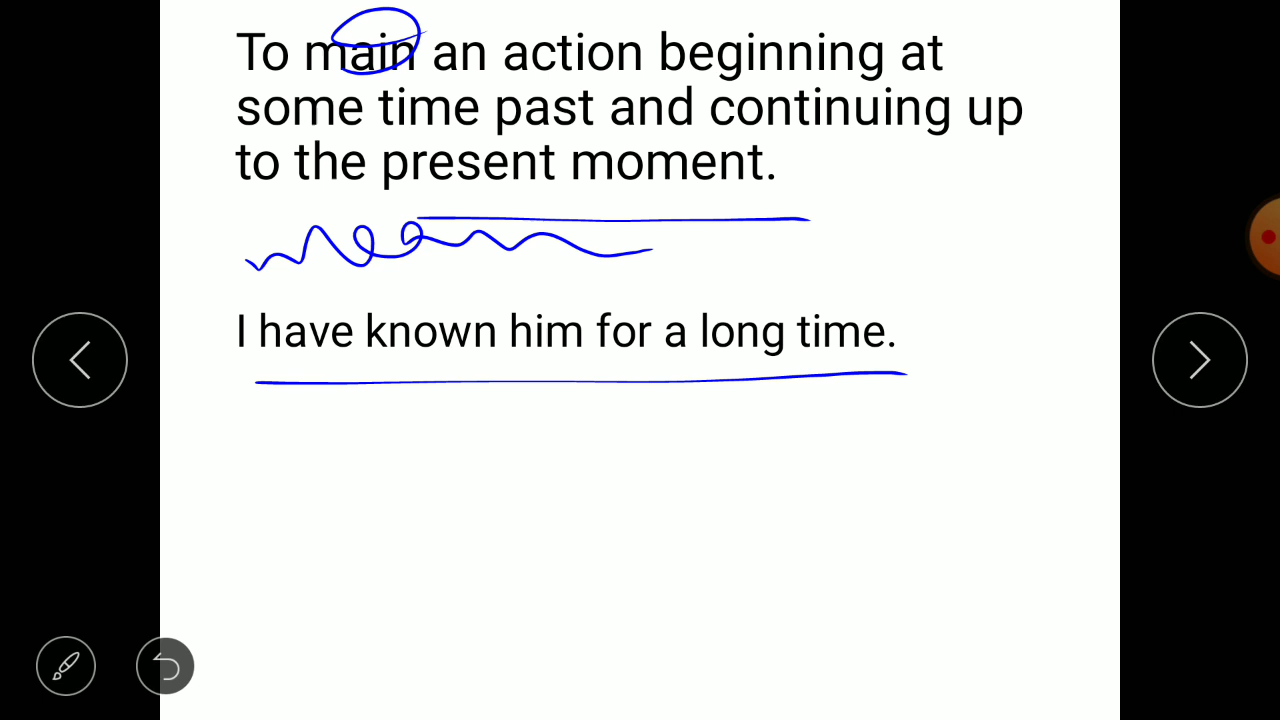 To main an action beginning at
some time past and continuing up
to the present moment.
mean
I have known him for a long time.